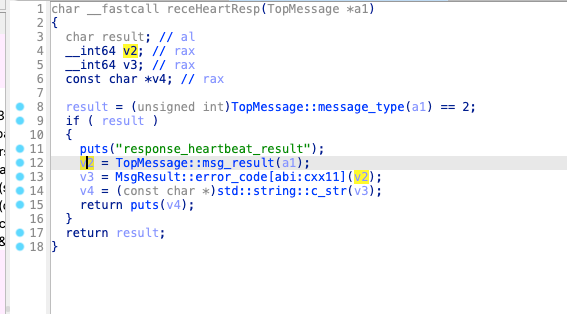 1 char __fastcall receHeartResp(TopMessage *a1)
2 {
3 char result; // al
4 __int64 v2; // rax
5 __int64 v3; // rax
6 const char *v4; // rax
7
8 result = (unsigned int)TopMessage::message_type(a1) == 2;
9 if ( result )
10 {
11 puts("response_heartbeat_result");
12 v2 = TopMessage::msg_result(a1);
13 v3 = MsgResult::error_code[abi:cxx11](v2);
14 v4 = (const char *)std::string::c_str(v3);
15 return puts(v4);
16 }
17 return result;
18 }